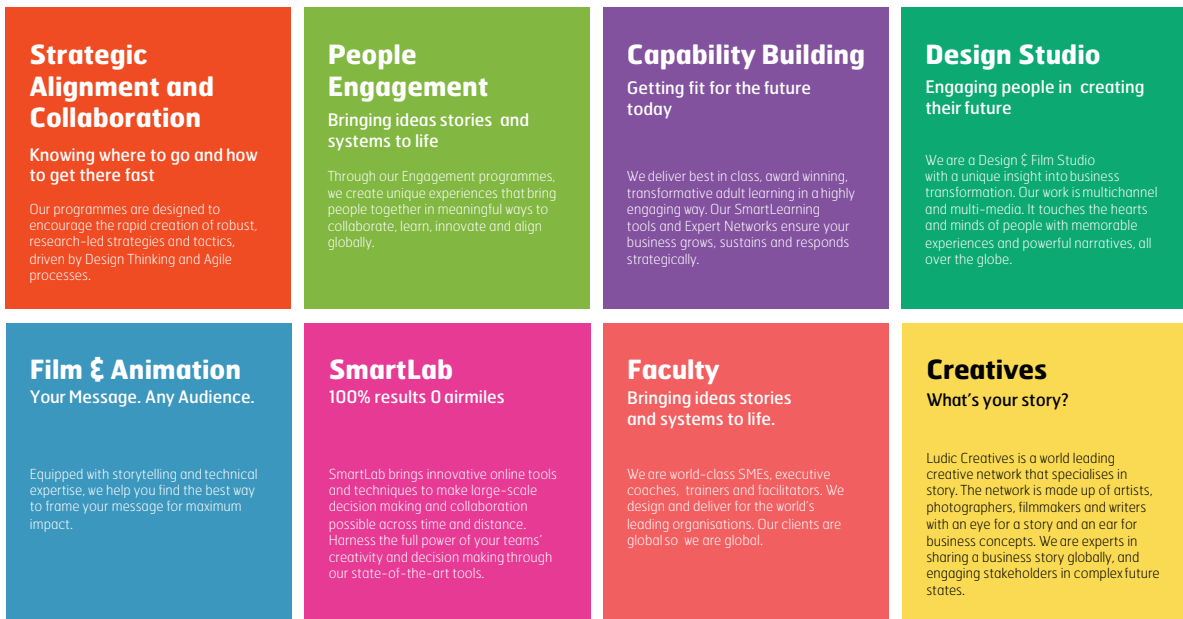 Strategic
Alignment and
Collaboration
Knowing where to go and how
to get there fast
Our programmes are designed to
encourage the rapid creation of robust,
research-led strategies and tactics,
driven by Design Thinking and Agile
processes.
People
Engagement
Bringing ideas stories and
systems to life
Through our Engagement programmes,
we create unique experiences that bring
people together in meaningful ways to
collaborate, learn, innovate and align
globally.
Capability Building
Getting fit for the future
today
We deliver best in class, award winning,
transformative adult learning in a highly
engaging way. Our SmartLearning
tools and Expert Networks ensure your
business grows, sustains and responds
strategically.
Design Studio
Engaging people in creating
their future
We are a Design & Film Studio
with a unique insight into business
transformation. Our work is multichannel
and multi-media. It touches the hearts
and minds of people with memorable
experiences and powerful narratives, all
over the globe.
Film & Animation
Your Message. Any Audience.
Equipped with storytelling and technical
expertise, we help you find the best way
to frame your message for maximum
impact.
SmartLab
100% results 0 airmiles
SmartLab brings innovative online tools
and techniques to make large-scale
decision making and collaboration
possible across time and distance.
Harness the full power of your teams'
creativity and decision making through
our state-of-the-art tools.
Faculty
Bringing ideas stories
and systems to life.
We are world-class SMEs, executive
coaches, trainers and facilitators. We
design and deliver for the world's
leading organisations. Our clients are
global so we are global.
Creatives
What's your story?
Ludic Creatives is a world leading
creative network that specialises in
story. The network is made up of artists,
photographers, filmmakers and writers
with an eye for a story and an ear for
business concepts. We are experts in
sharing a business story globally, and
engaging stakeholders in complex future
states.